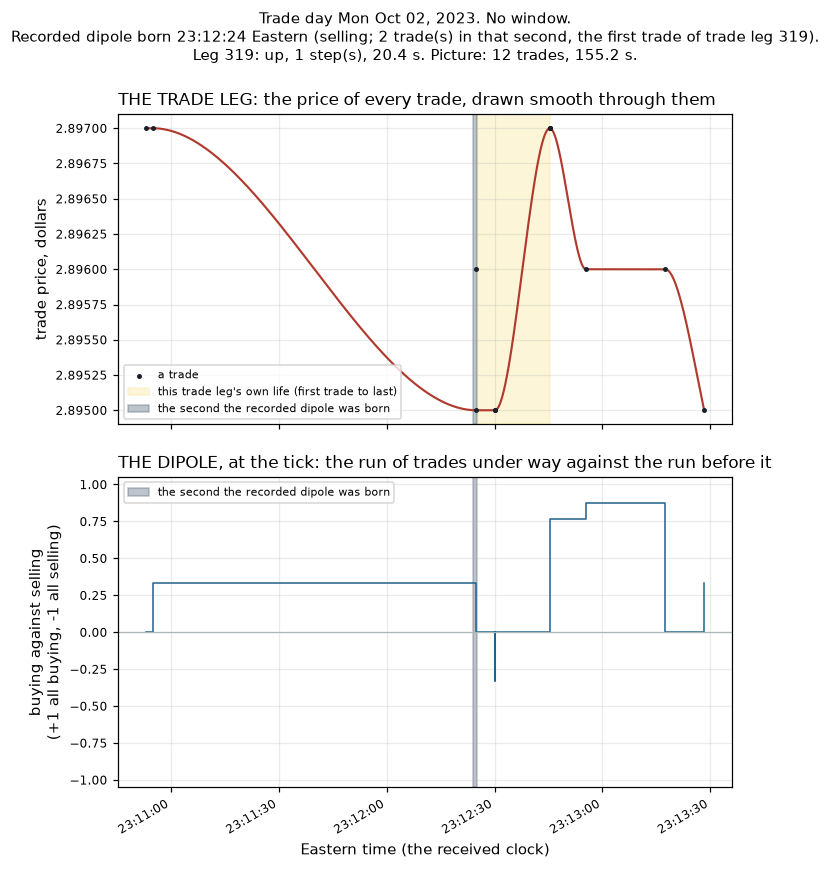 Trade day Mon Oct 02, 2023. No window.
Recorded dipole born 23:12:24 Eastern (selling; 2 trade(s) in that second, the first trade of trade leg 319).
Leg 319: up, 1 step(s), 20.4 s. Picture: 12 trades, 155.2 s.
THE TRADE LEG: the price of every trade, drawn smooth through them
trade price, dollars
2.89700
2.89675
2.89650
2.89625
2.89600
2.89575
2.89550
2.89525
2.89500
a trade
this trade leg's own life (first trade to last)
the second the recorded dipole was born
THE DIPOLE, at the tick: the run of trades under way against the run before it
buying against selling
(+1 all buying, -1 all selling)
1.00
0.75
0.50
0.25
0.00
−0.25
−0.50
−0.75
−1.00
the second the recorded dipole was born
23:11:00
23:11:30
23:12:00
23:12:30
23:13:00
23:13:30
Eastern time (the received clock)